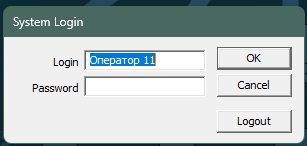 System Login
Login Оператор 11 OK
Password Cancel
Logout